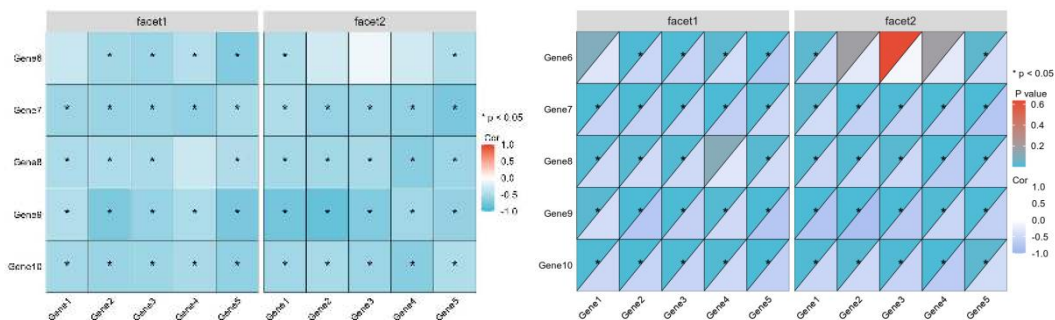 facet1
facet2
Gene6
Gene7
Gene8
Gene9
Gene10
* * * * * *
* * * * * * * * * *
* * * * * * * * *
* * * * * * * * * *
* * * * * * * * * *
Gene1
Gene2
Gene3
Gene4
Gene5
Gene1
Gene2
Gene3
Gene4
Gene5
* p < 0.05
Cor
1.0
0.5
0.0
-0.5
-1.0
facet1
facet2
Gene6
Gene7
Gene8
Gene9
Gene10
* * * * * *
* * * * * * * * * *
* * * * * * * * *
* * * * * * * * * *
* * * * * * * * * *
Gene1
Gene2
Gene3
Gene4
Gene5
Gene1
Gene2
Gene3
Gene4
Gene5
* p < 0.05
P value
0.6
0.4
0.2
Cor
1.0
0.5
0.0
-0.5
-1.0